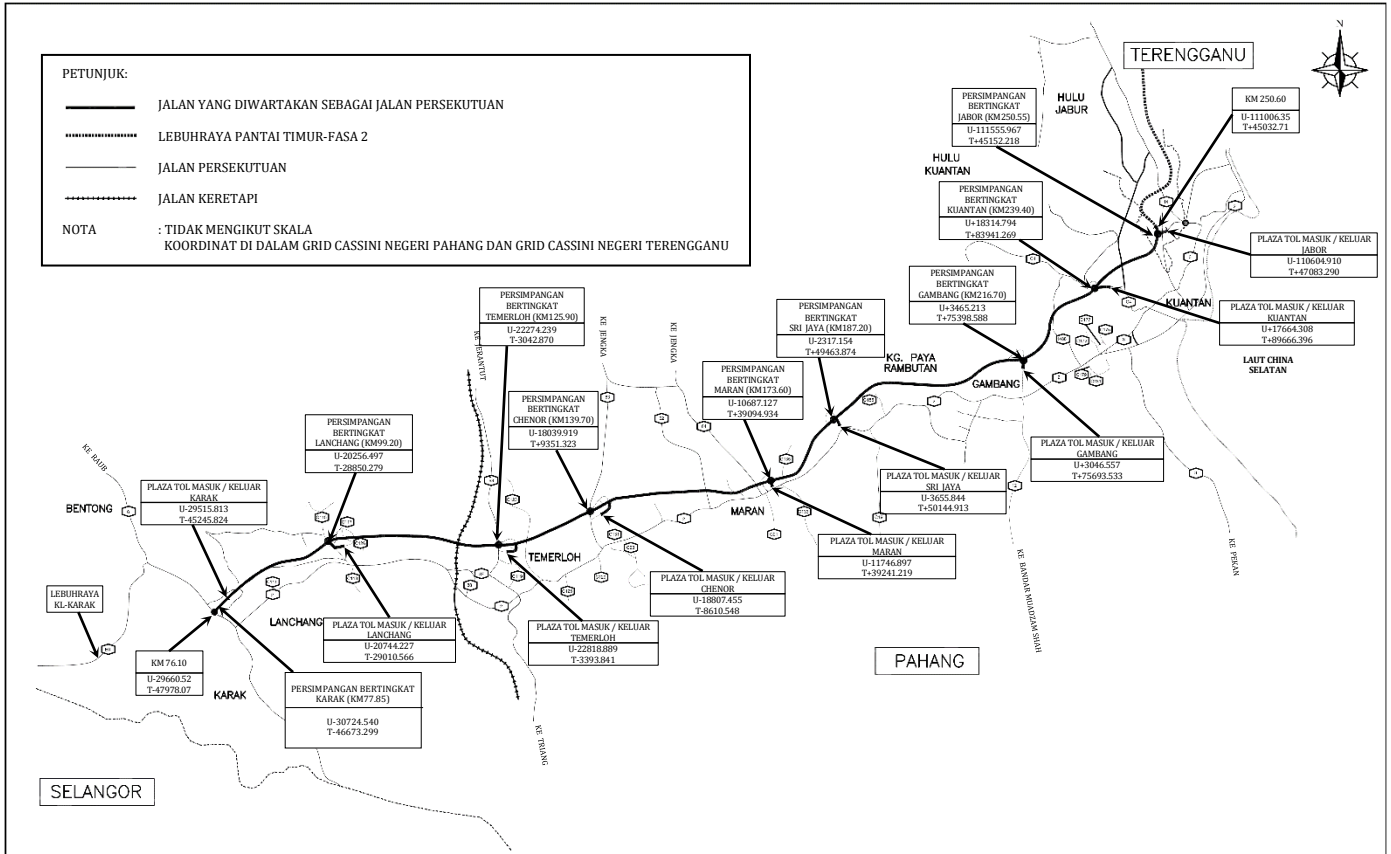 PETUNJUK:
JALAN YANG DIWARTAKAN SEBAGAI JALAN PERSEKUTUAN
LEBUHRAYA PANTAI TIMUR-FASA 2
JALAN PERSEKUTUAN
JALAN KERETAPI
NOTA : TIDAK MENGIKUT SKALA
KOORDINAT DI DALAM GRID CASSINI NEGERI PAHANG DAN GRID CASSINI NEGERI TERENGGANU
N
TERENGGANU
HULU
JABUR
PERSIMPANGAN
BERTINGKAT
JABOR (KM250.55)
U-111555.967
T+45152.218
KM 250.60
U-111006.35
T+45032.71
HULU
KUANTAN
PERSIMPANGAN
BERTINGKAT
KUANTAN (KM239.40)
U+18314.794
T+83941.269
PLAZA TOL MASUK / KELUAR
JABOR
U-110604.910
T+47083.290
PERSIMPANGAN
BERTINGKAT
GAMBANG (KM216.70)
U+3465.213
T+75398.588
KUANTAN
PLAZA TOL MASUK / KELUAR
KUANTAN
U+17664.308
T+89666.396
LAUT CHINA
SELATAN
PERSIMPANGAN
BERTINGKAT
TEMERLOH (KM125.90)
U-22274.239
T-3042.870
KE JENGKA
KE JENGKA
PERSIMPANGAN
BERTINGKAT
SRI JAYA (KM187.20)
U-2317.154
T+49463.874
KG. PAYA
RAMBUTAN
GAMBANG
PERSIMPANGAN
BERTINGKAT
MARAN (KM173.60)
U-10687.127
T+39094.934
PERSIMPANGAN
BERTINGKAT
CHENOR (KM139.70)
U-18039.919
T+9351.323
PERSIMPANGAN
BERTINGKAT
LANCHANG (KM99.20)
U-20256.497
T-28850.279
KE RAUB
PLAZA TOL MASUK / KELUAR
GAMBANG
U+3046.557
T+75693.533
PLAZA TOL MASUK / KELUAR
SRI JAYA
U-3655.844
T+50144.913
PLAZA TOL MASUK / KELUAR
KARAK
U-29515.813
T-45245.824
BENTONG
MARAN
PLAZA TOL MASUK / KELUAR
MARAN
U-11746.897
T+39241.219
TEMERLOH
PLAZA TOL MASUK / KELUAR
CHENOR
U-18807.455
T-8610.548
KE PEKAN
KE BANDAR MUADZAM SHAH
LEBUHRAYA
KL-KARAK
LANCHANG
PLAZA TOL MASUK / KELUAR
LANCHANG
U-20744.227
T-29010.566
PLAZA TOL MASUK / KELUAR
TEMERLOH
U-22818.889
T-3393.841
PAHANG
KM 76.10
U-29660.52
T-47978.07
KARAK
PERSIMPANGAN BERTINGKAT
KARAK (KM77.85)
U-30724.540
T-46673.299
KE TRIANG
SELANGOR